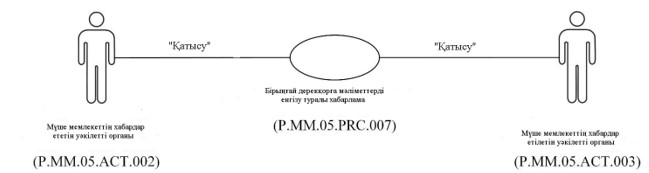 "Қатысу"
"Қатысу"
Бірыңғай дерекқорға мәліметтерді
енгізу туралы хабарлама
(P.MM.05.PRC.007)
Мүше мемлекеттің хабардар
ететін уәкілетті органы
(P.MM.05.ACT.002)
Мүше мемлекеттің хабардар
етілетін уәкілетті органы
(P.MM.05.ACT.003)